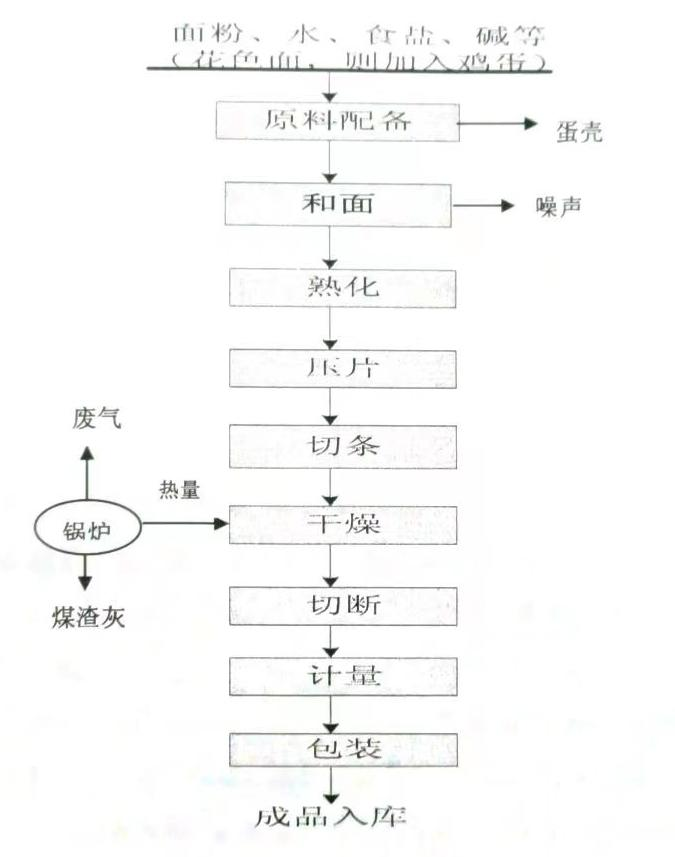 面粉、水、食盐、碱等
(花色面，则加入鸡蛋)
原料配备
蛋壳
和面
噪声
熟化
压片
废气
切条
热量
锅炉
干燥
煤渣灰
切断
计量
包装
成品入库